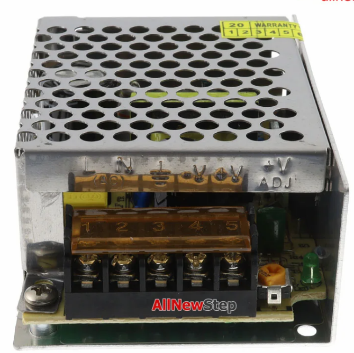 20 WARRANTY
1 2 3 4 5
L N ⏚ -V +V +V
ADJ
1 2 3 4 5
AllNewStep